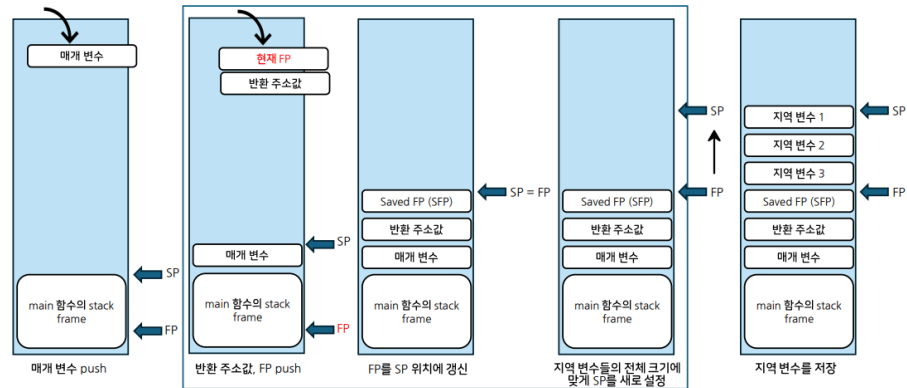 매개 변수
SP
main 함수의 stack
frame
FP
매개 변수 push
현재 FP
반환 주소값
SP
매개 변수
main 함수의 stack
frame
FP
반환 주소값, FP push
SP = FP
Saved FP (SFP)
반환 주소값
매개 변수
main 함수의 stack
frame
FP를 SP 위치에 갱신
SP
FP
Saved FP (SFP)
반환 주소값
매개 변수
main 함수의 stack
frame
지역 변수들의 전체 크기에
맞게 SP를 새로 설정
지역 변수 1
SP
지역 변수 2
지역 변수 3
FP
Saved FP (SFP)
반환 주소값
매개 변수
main 함수의 stack
frame
지역 변수를 저장